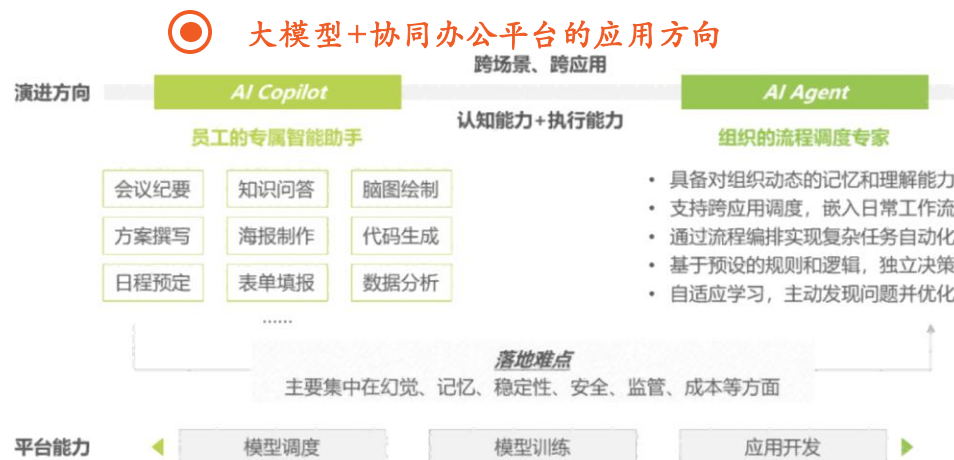 大模型+协同办公平台的应用方向
跨场景、跨应用
演进方向
AI Copilot
AI Agent
认知能力+执行能力
员工的专属智能助手
组织的流程调度专家
会议纪要
知识问答
脑图绘制
方案撰写
海报制作
代码生成
日程预定
表单填报
数据分析
......
• 具备对组织动态的记忆和理解能力
• 支持跨应用调度，嵌入日常工作流
• 通过流程编排实现复杂任务自动化
• 基于预设的规则和逻辑，独立决策
• 自适应学习，主动发现问题并优化
落地难点
主要集中在幻觉、记忆、稳定性、安全、监管、成本等方面
平台能力
模型调度
模型训练
应用开发